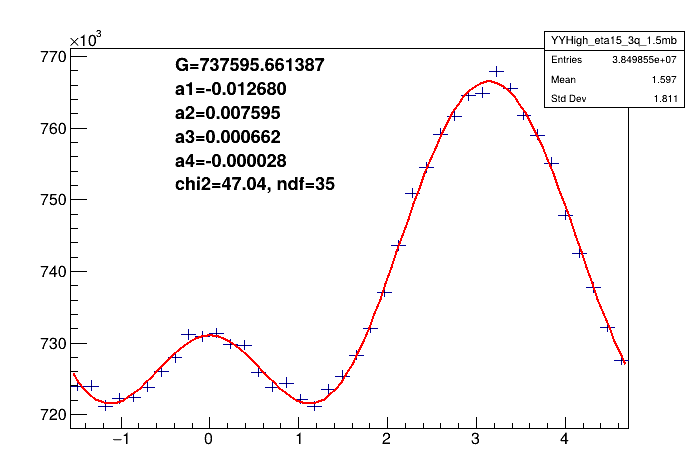 ×10³
YYHigh_eta15_3q_1.5mb
Entries 3.849855e+07
Mean 1.597
Std Dev 1.811
G=737595.661387
a1=-0.012680
a2=0.007595
a3=0.000662
a4=-0.000028
chi2=47.04, ndf=35
770
760
750
740
730
720
−1 0 1 2 3 4